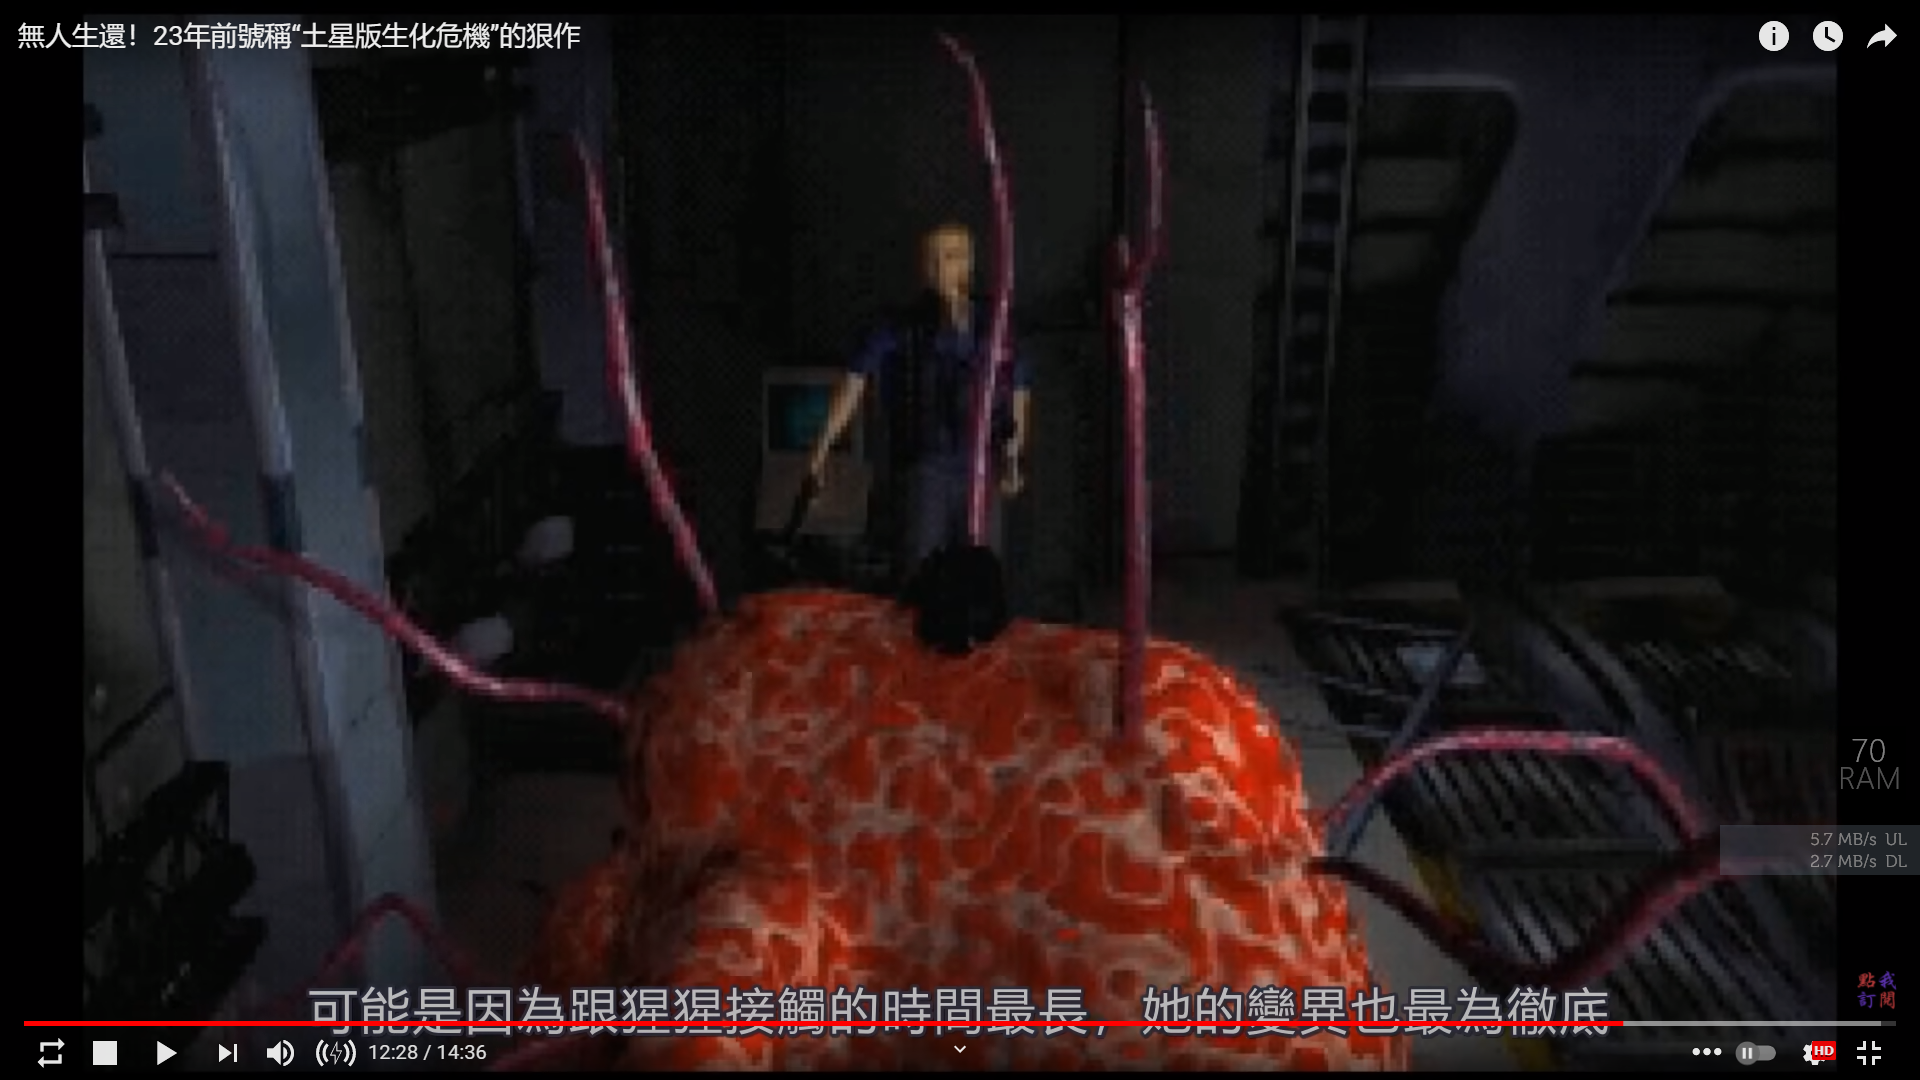 無人生還！23年前號稱“土星版生化危機”的狠作
70
RAM
5.7 MB/s UL
2.7 MB/s DL
點我
訂閱
可能是因為跟猩猩接觸的時間最長，她的變異也最為徹底
12:28 / 14:36
HD